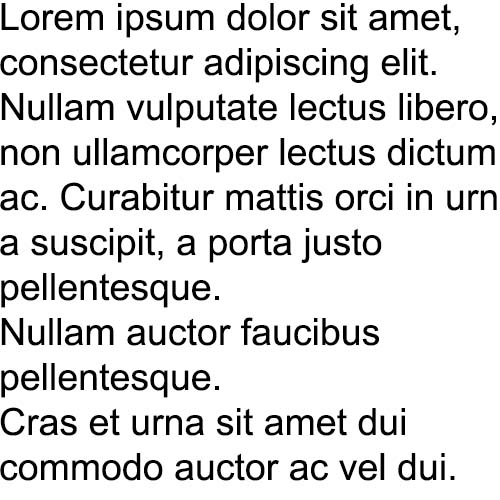 Lorem ipsum dolor sit amet,
consectetur adipiscing elit.
Nullam vulputate lectus libero,
non ullamcorper lectus dictum
ac. Curabitur mattis orci in urn
a suscipit, a porta justo
pellentesque.
Nullam auctor faucibus
pellentesque.
Cras et urna sit amet dui
commodo auctor ac vel dui.